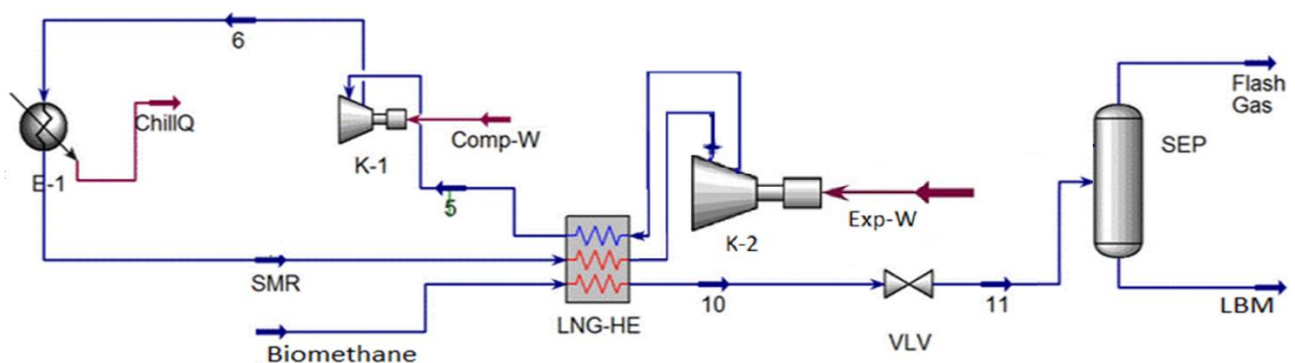 6
ChillQ
E-1
K-1
Comp-W
5
SMR
Biomethane
LNG-HE
K-2
Exp-W
10
VLV
11
SEP
Flash
Gas
LBM